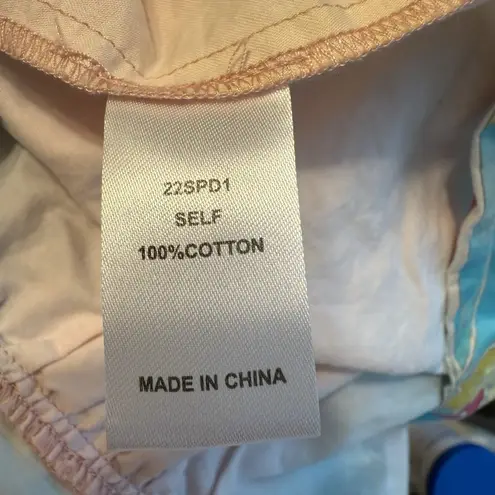 22SPD1
SELF
100%COTTON
MADE IN CHINA